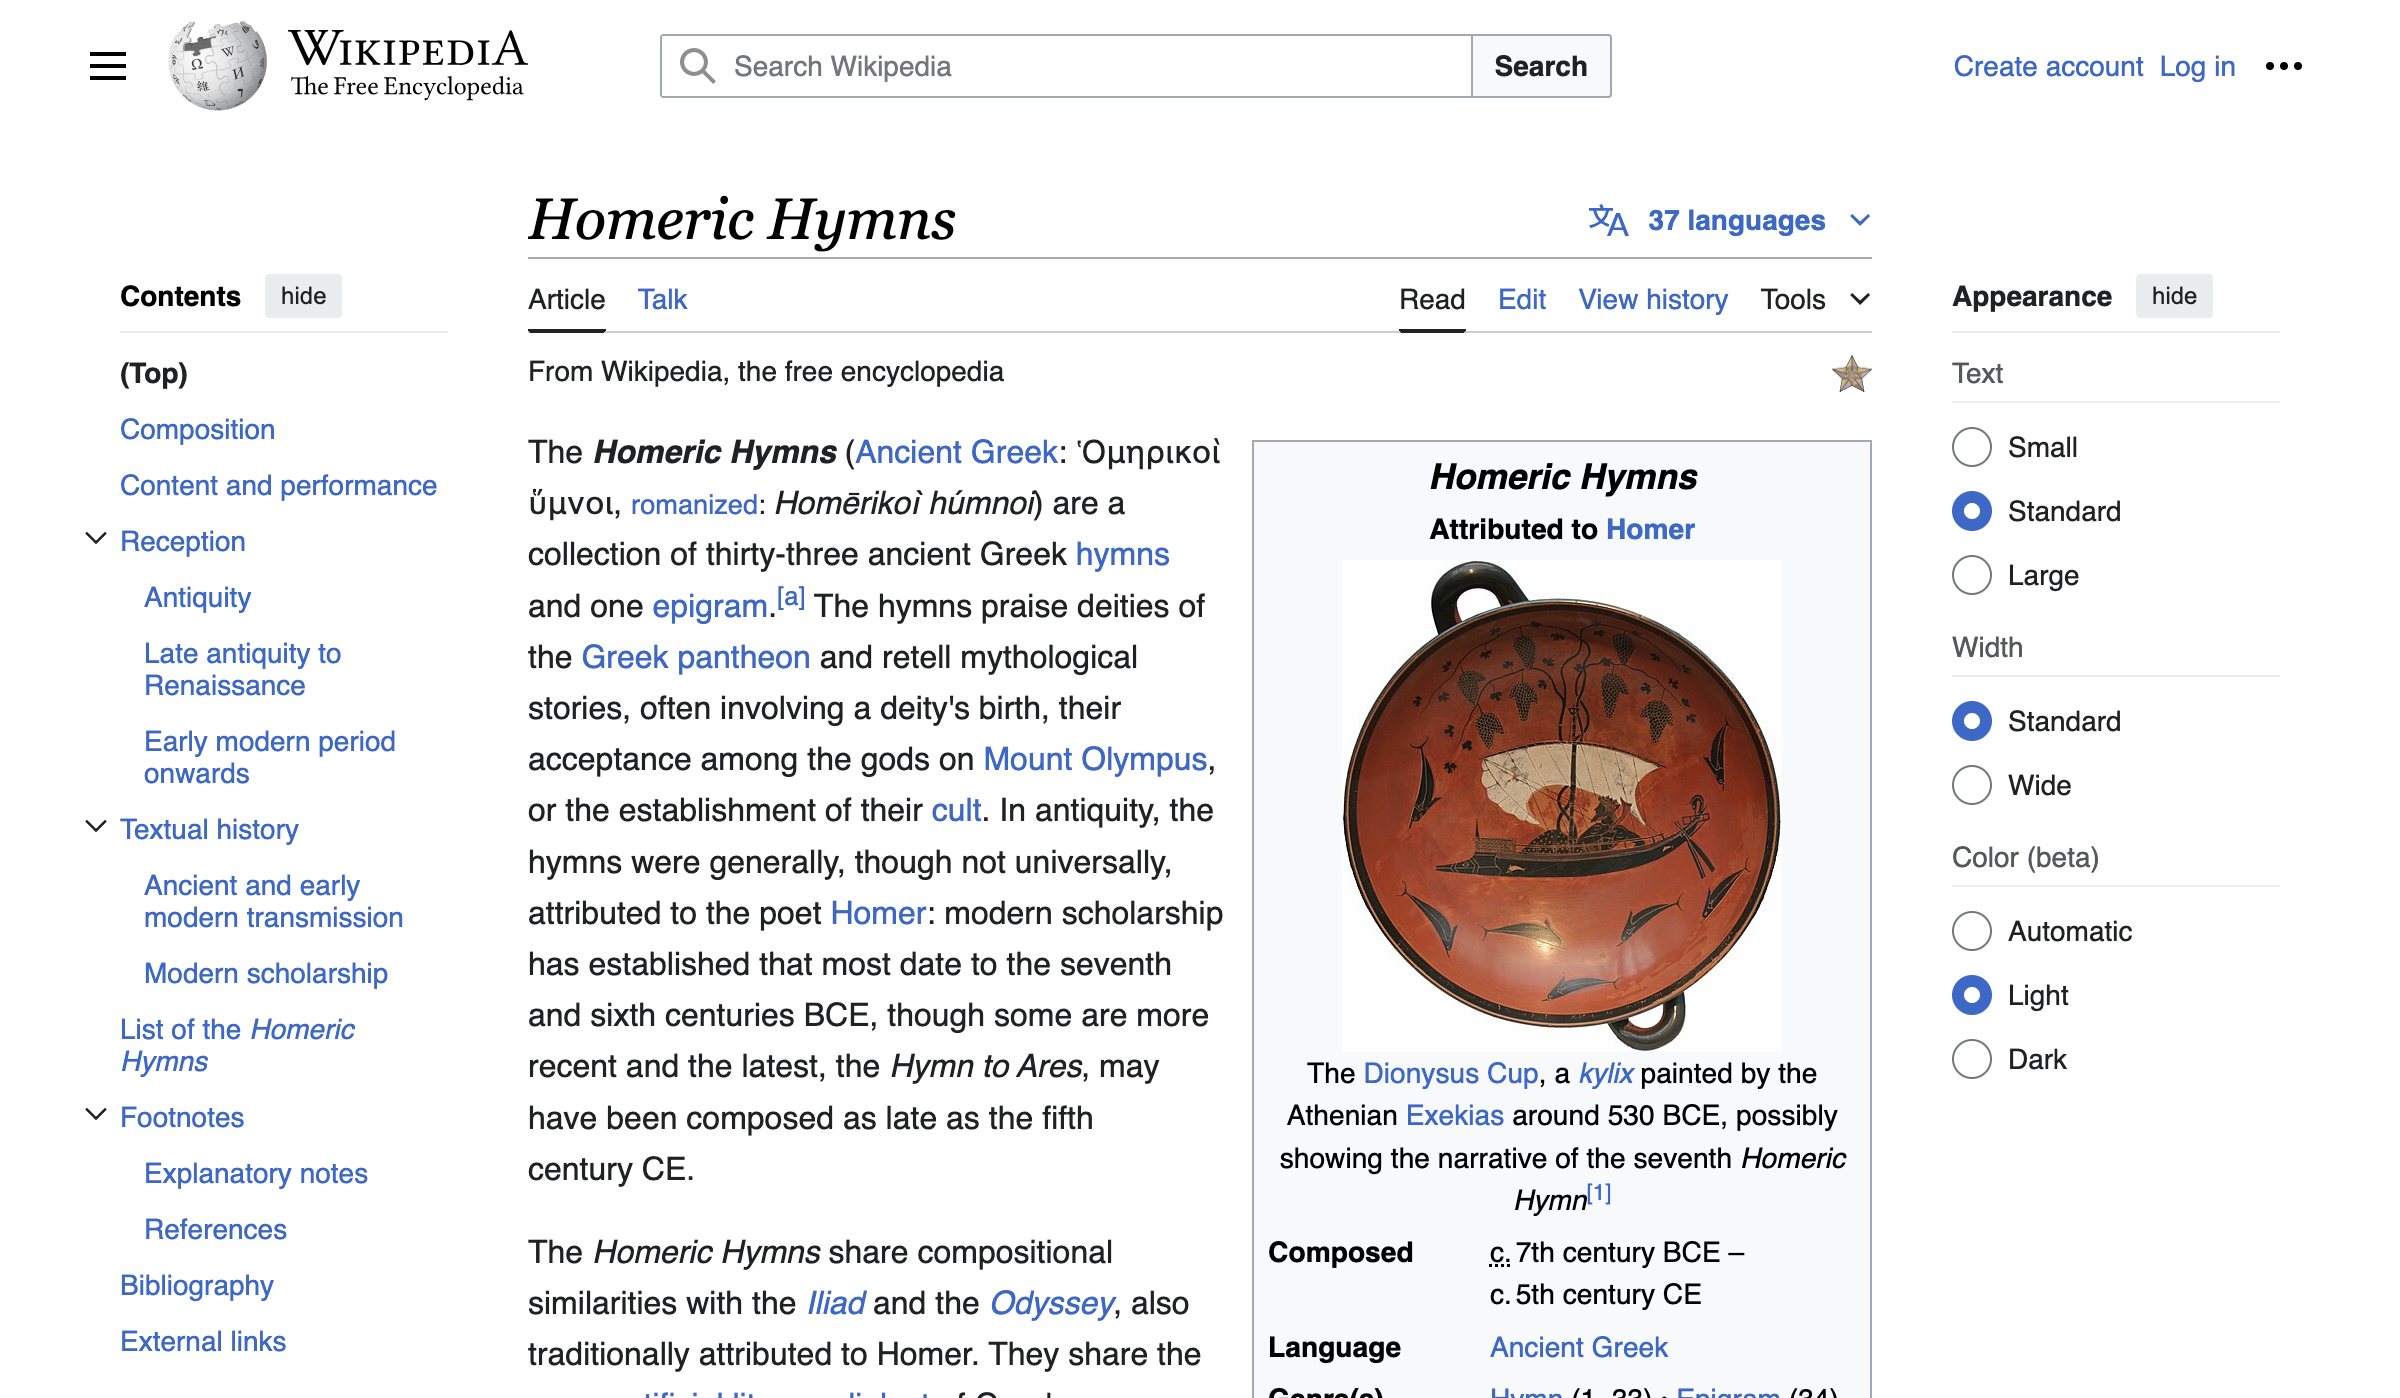 WIKIPEDIA
The Free Encyclopedia
Search Wikipedia
Search
Create account Log in
Contents hide
(Top)
Composition
Content and performance
Reception
Antiquity
Late antiquity to
Renaissance
Early modern period
onwards
Textual history
Ancient and early
modern transmission
Modern scholarship
List of the Homeric
Hymns
Footnotes
Explanatory notes
References
Bibliography
External links
Homeric Hymns
37 languages
Article Talk
Read Edit View history Tools
From Wikipedia, the free encyclopedia
The Homeric Hymns (Ancient Greek: Ὁμηρικοὶ
ὕμνοι, romanized: Homērikoì húmnoi) are a
collection of thirty-three ancient Greek hymns
and one epigram.[a] The hymns praise deities of
the Greek pantheon and retell mythological
stories, often involving a deity's birth, their
acceptance among the gods on Mount Olympus,
or the establishment of their cult. In antiquity, the
hymns were generally, though not universally,
attributed to the poet Homer: modern scholarship
has established that most date to the seventh
and sixth centuries BCE, though some are more
recent and the latest, the Hymn to Ares, may
have been composed as late as the fifth
century CE.
The Homeric Hymns share compositional
similarities with the Iliad and the Odyssey, also
traditionally attributed to Homer. They share the
Homeric Hymns
Attributed to Homer
The Dionysus Cup, a kylix painted by the
Athenian Exekias around 530 BCE, possibly
showing the narrative of the seventh Homeric
Hymn[1]
Composed c. 7th century BCE –
c. 5th century CE
Language Ancient Greek
Genre(s) Hymn (1–33) · Epigram (34)
Appearance hide
Text
Small
Standard
Large
Width
Standard
Wide
Color (beta)
Automatic
Light
Dark